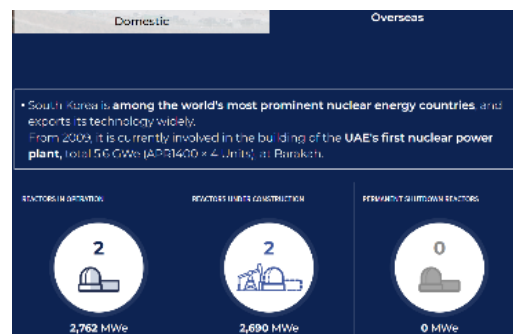 Domestic
Overseas
• South Korea is among the world's most prominent nuclear energy countries, and
exports its technology widely.
From 2009, it is currently involved in the building of the UAE's first nuclear power
plant, total 5.6 GWe (APR1400 × 4 Units) at Barakah.
REACTORS IN OPERATION
REACTORS UNDER CONSTRUCTION
PERMANENT SHUTDOWN REACTORS
2
2
0
2,762 MWe
2,690 MWe
0 MWe